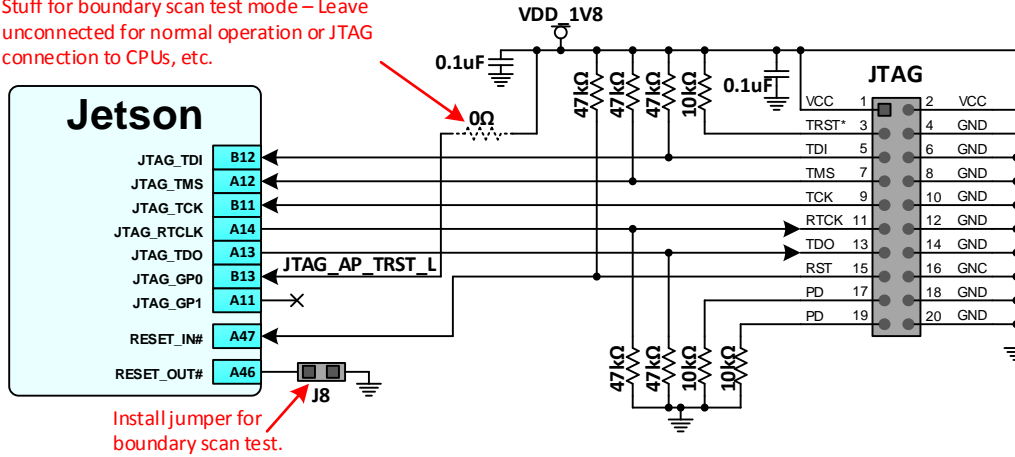 Stuff for boundary scan test mode – Leave
unconnected for normal operation or JTAG
connection to CPUs, etc.
VDD_1V8
0.1uF
0Ω
47kΩ
47kΩ
47kΩ
10kΩ
0.1uF
JTAG
Jetson
JTAG_TDI B12
JTAG_TMS A12
JTAG_TCK B11
JTAG_RTCLK A14
JTAG_TDO A13
JTAG_GP0 B13
JTAG_GP1 A11
RESET_IN# A47
RESET_OUT# A46
JTAG_AP_TRST_L
J8
VCC 1 2 VCC
TRST* 3 4 GND
TDI 5 6 GND
TMS 7 8 GND
TCK 9 10 GND
RTCK 11 12 GND
TDO 13 14 GND
RST 15 16 GNC
PD 17 18 GND
PD 19 20 GND
47kΩ
47kΩ
10kΩ
10kΩ
Install jumper for
boundary scan test.